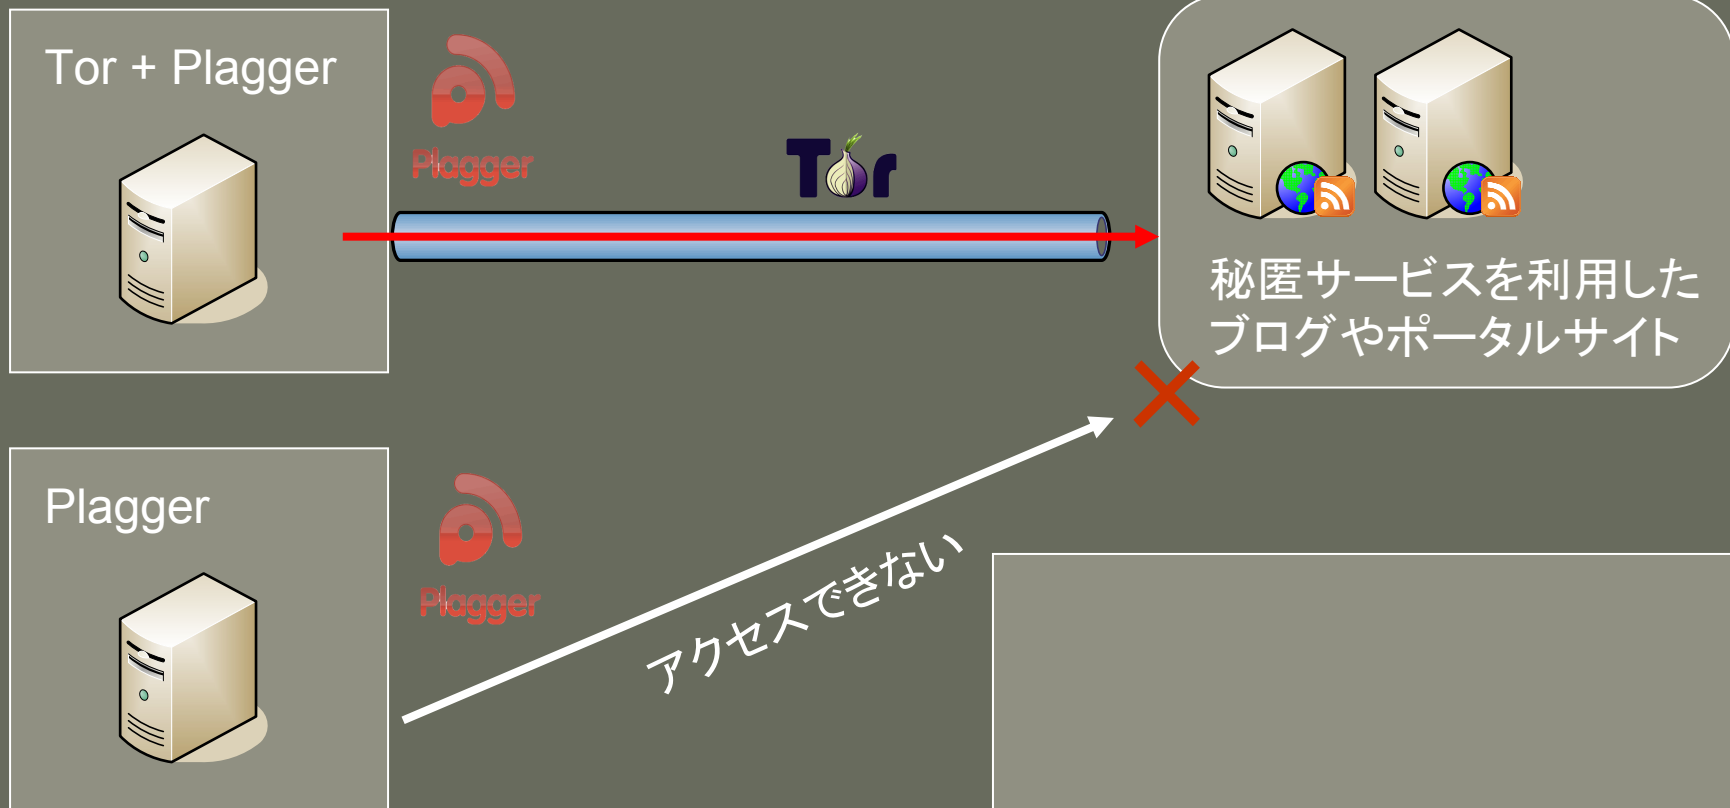 Tor + Plagger
Plagger
Tor
秘匿サービスを利用した
ブログやポータルサイト
Plagger
Plagger
アクセスできない